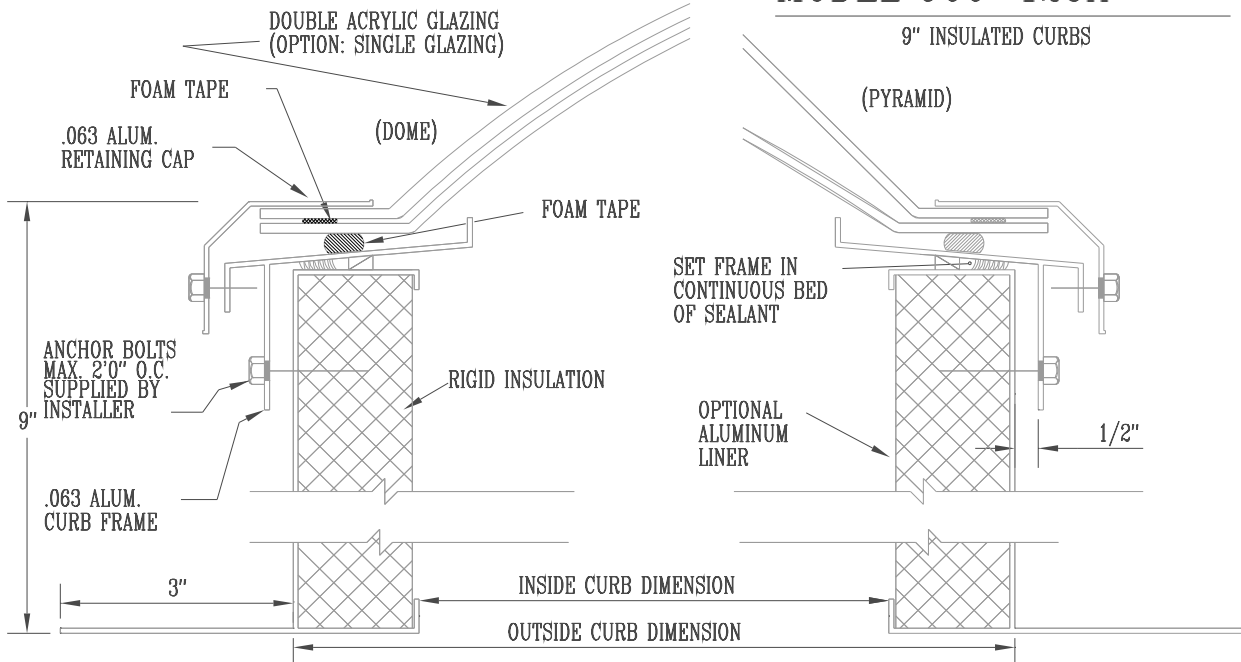 9" INSULATED CURBS
DOUBLE ACRYLIC GLAZING
(OPTION: SINGLE GLAZING)
FOAM TAPE
(DOME)
(PYRAMID)
.063 ALUM.
RETAINING CAP
FOAM TAPE
SET FRAME IN
CONTINUOUS BED
OF SEALANT
ANCHOR BOLTS
MAX. 2'0" O.C.
SUPPLIED BY
INSTALLER
9"
RIGID INSULATION
OPTIONAL
ALUMINUM
LINER
1/2"
.063 ALUM.
CURB FRAME
3"
INSIDE CURB DIMENSION
OUTSIDE CURB DIMENSION